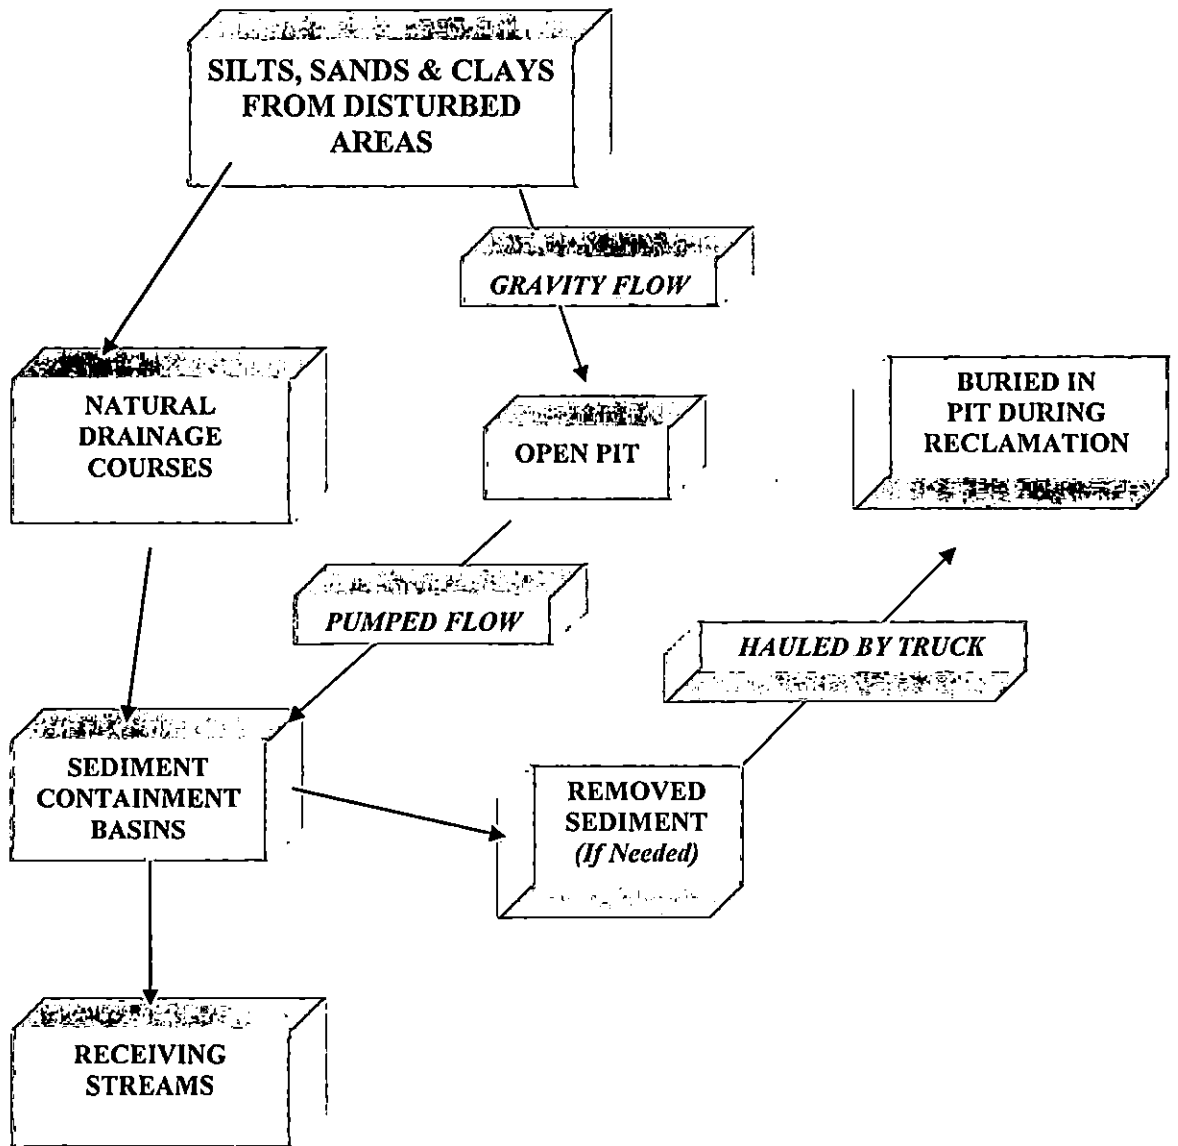 SILTS, SANDS & CLAYS
FROM DISTURBED
AREAS
GRAVITY FLOW
NATURAL
DRAINAGE
COURSES
OPEN PIT
BURIED IN
PIT DURING
RECLAMATION
PUMPED FLOW
HAULED BY TRUCK
SEDIMENT
CONTAINMENT
BASINS
REMOVED
SEDIMENT
(If Needed)
RECEIVING
STREAMS